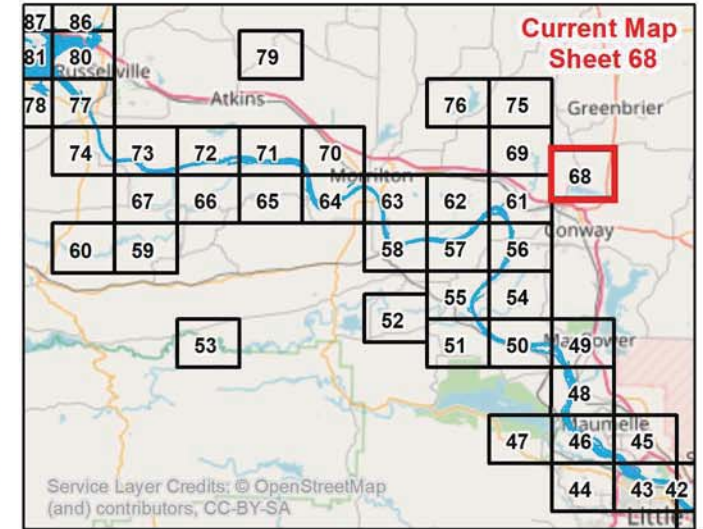 87 86
Current Map
Sheet 68
81 80
79
Russellville
78 77
Atkins
76 75
Greenbrier
74 73 72 71 70
69
68
Morrilton
67 66 65 64 63 62 61
Conway
60 59
58 57 56
55 54
52
53
51 50 49
48
Maumelle
47 46 45
Service Layer Credits: © OpenStreetMap
(and) contributors, CC-BY-SA
44 43 42
Little